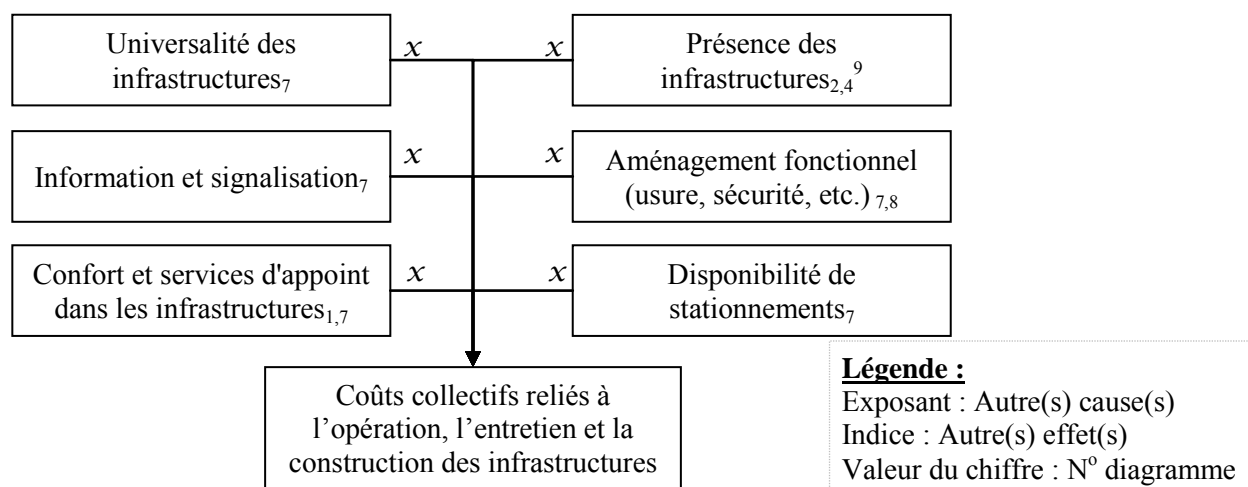 Universalité des
infrastructures₇
x
x
Présence des
infrastructures₂,₄⁹
Information et signalisation₇
x
x
Aménagement fonctionnel
(usure, sécurité, etc.) ₇,₈
Confort et services d'appoint
dans les infrastructures₁,₇
x
x
Disponibilité de
stationnements₇
Coûts collectifs reliés à
l’opération, l’entretien et la
construction des infrastructures
Légende :
Exposant : Autre(s) cause(s)
Indice : Autre(s) effet(s)
Valeur du chiffre : Nº diagramme